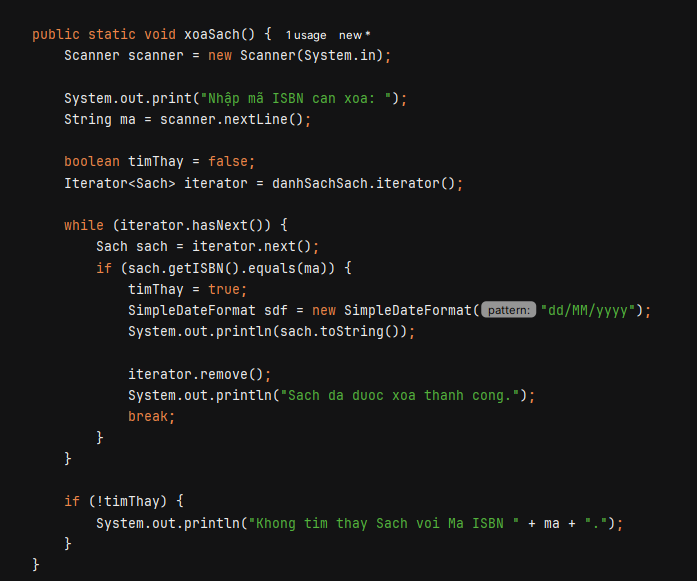 public static void xoaSach() { 1 usage new *
Scanner scanner = new Scanner(System.in);
System.out.print("Nhập mã ISBN can xoa: ");
String ma = scanner.nextLine();
boolean timThay = false;
Iterator<Sach> iterator = danhSachSach.iterator();
while (iterator.hasNext()) {
Sach sach = iterator.next();
if (sach.getISBN().equals(ma)) {
timThay = true;
SimpleDateFormat sdf = new SimpleDateFormat( pattern: "dd/MM/yyyy");
System.out.println(sach.toString());
iterator.remove();
System.out.println("Sach da duoc xoa thanh cong.");
break;
}
}
if (!timThay) {
System.out.println("Khong tim thay Sach voi Ma ISBN " + ma + ".");
}
}